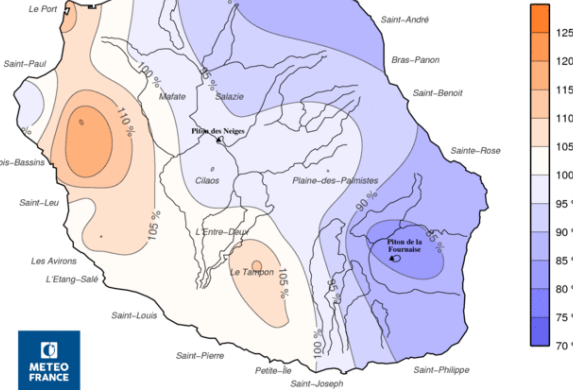 Le Port
Saint−André
Saint−Paul
Bras−Panon
100 %
95 %
Mafate
Salazie
Saint−Benoit
110 %
Piton des Neiges
%
Sainte−Rose
ois−Bassins
Cilaos
Plaine−des−Palmistes
90 %
Saint−Leu
105 %
L'Entre−Deux
Piton de la
Fournaise
85 %
Les Avirons
L'Etang−Salé
Le Tampon
105 %
95 %
Saint−Louis
100 %
Saint−Pierre
Petite−Ile
Saint−Joseph
Saint−Philippe
METEO
FRANCE
125
120
115
110
105
100
95 %
90 %
85 %
80 %
75 %
70 %